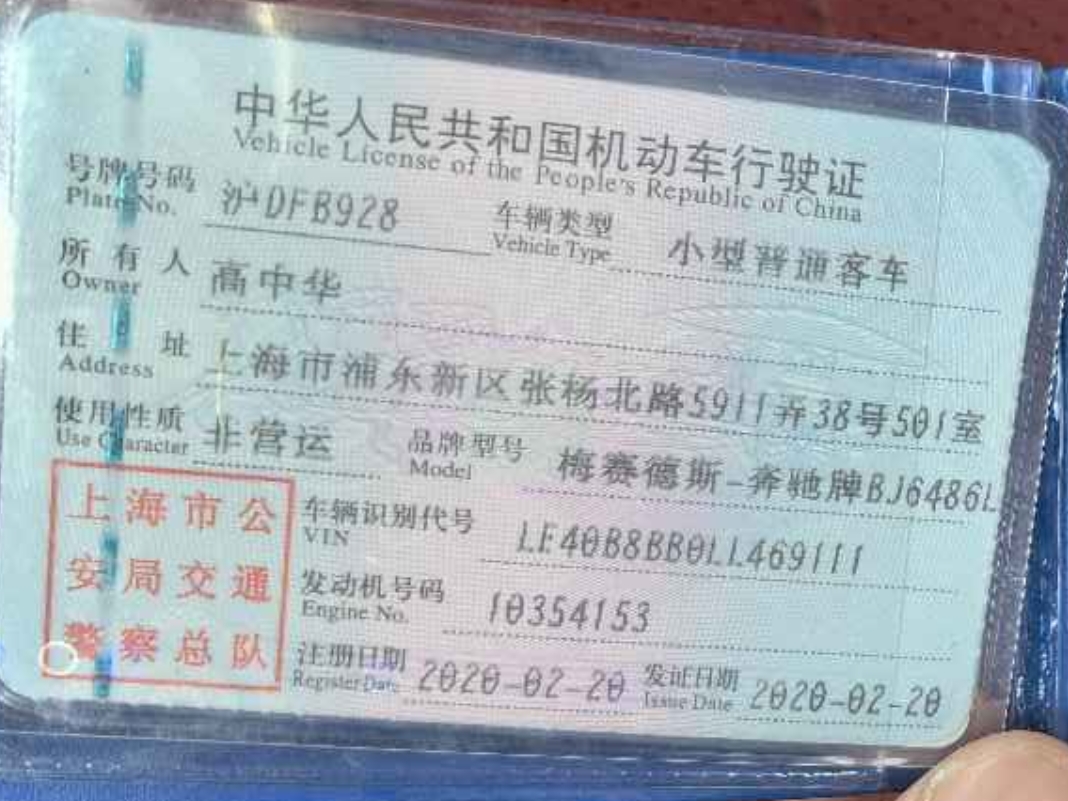 中华人民共和国机动车行驶证
Vehicle License of the People's Republic of China
号牌号码 沪DFB928 车辆类型 小型普通客车
Plate No. Vehicle Type
所有人 高中华
Owner
住址 上海市浦东新区张杨北路5911弄38号501室
Address
使用性质 非营运 品牌型号 梅赛德斯-奔驰牌BJ6486L
Use Character Model
上海市公 车辆识别代号 LE40B8BB0LL469111
VIN
安局交通 发动机号码 10354153
Engine No.
警察总队 注册日期 2020-02-20 发证日期 2020-02-20
Register Date Issue Date